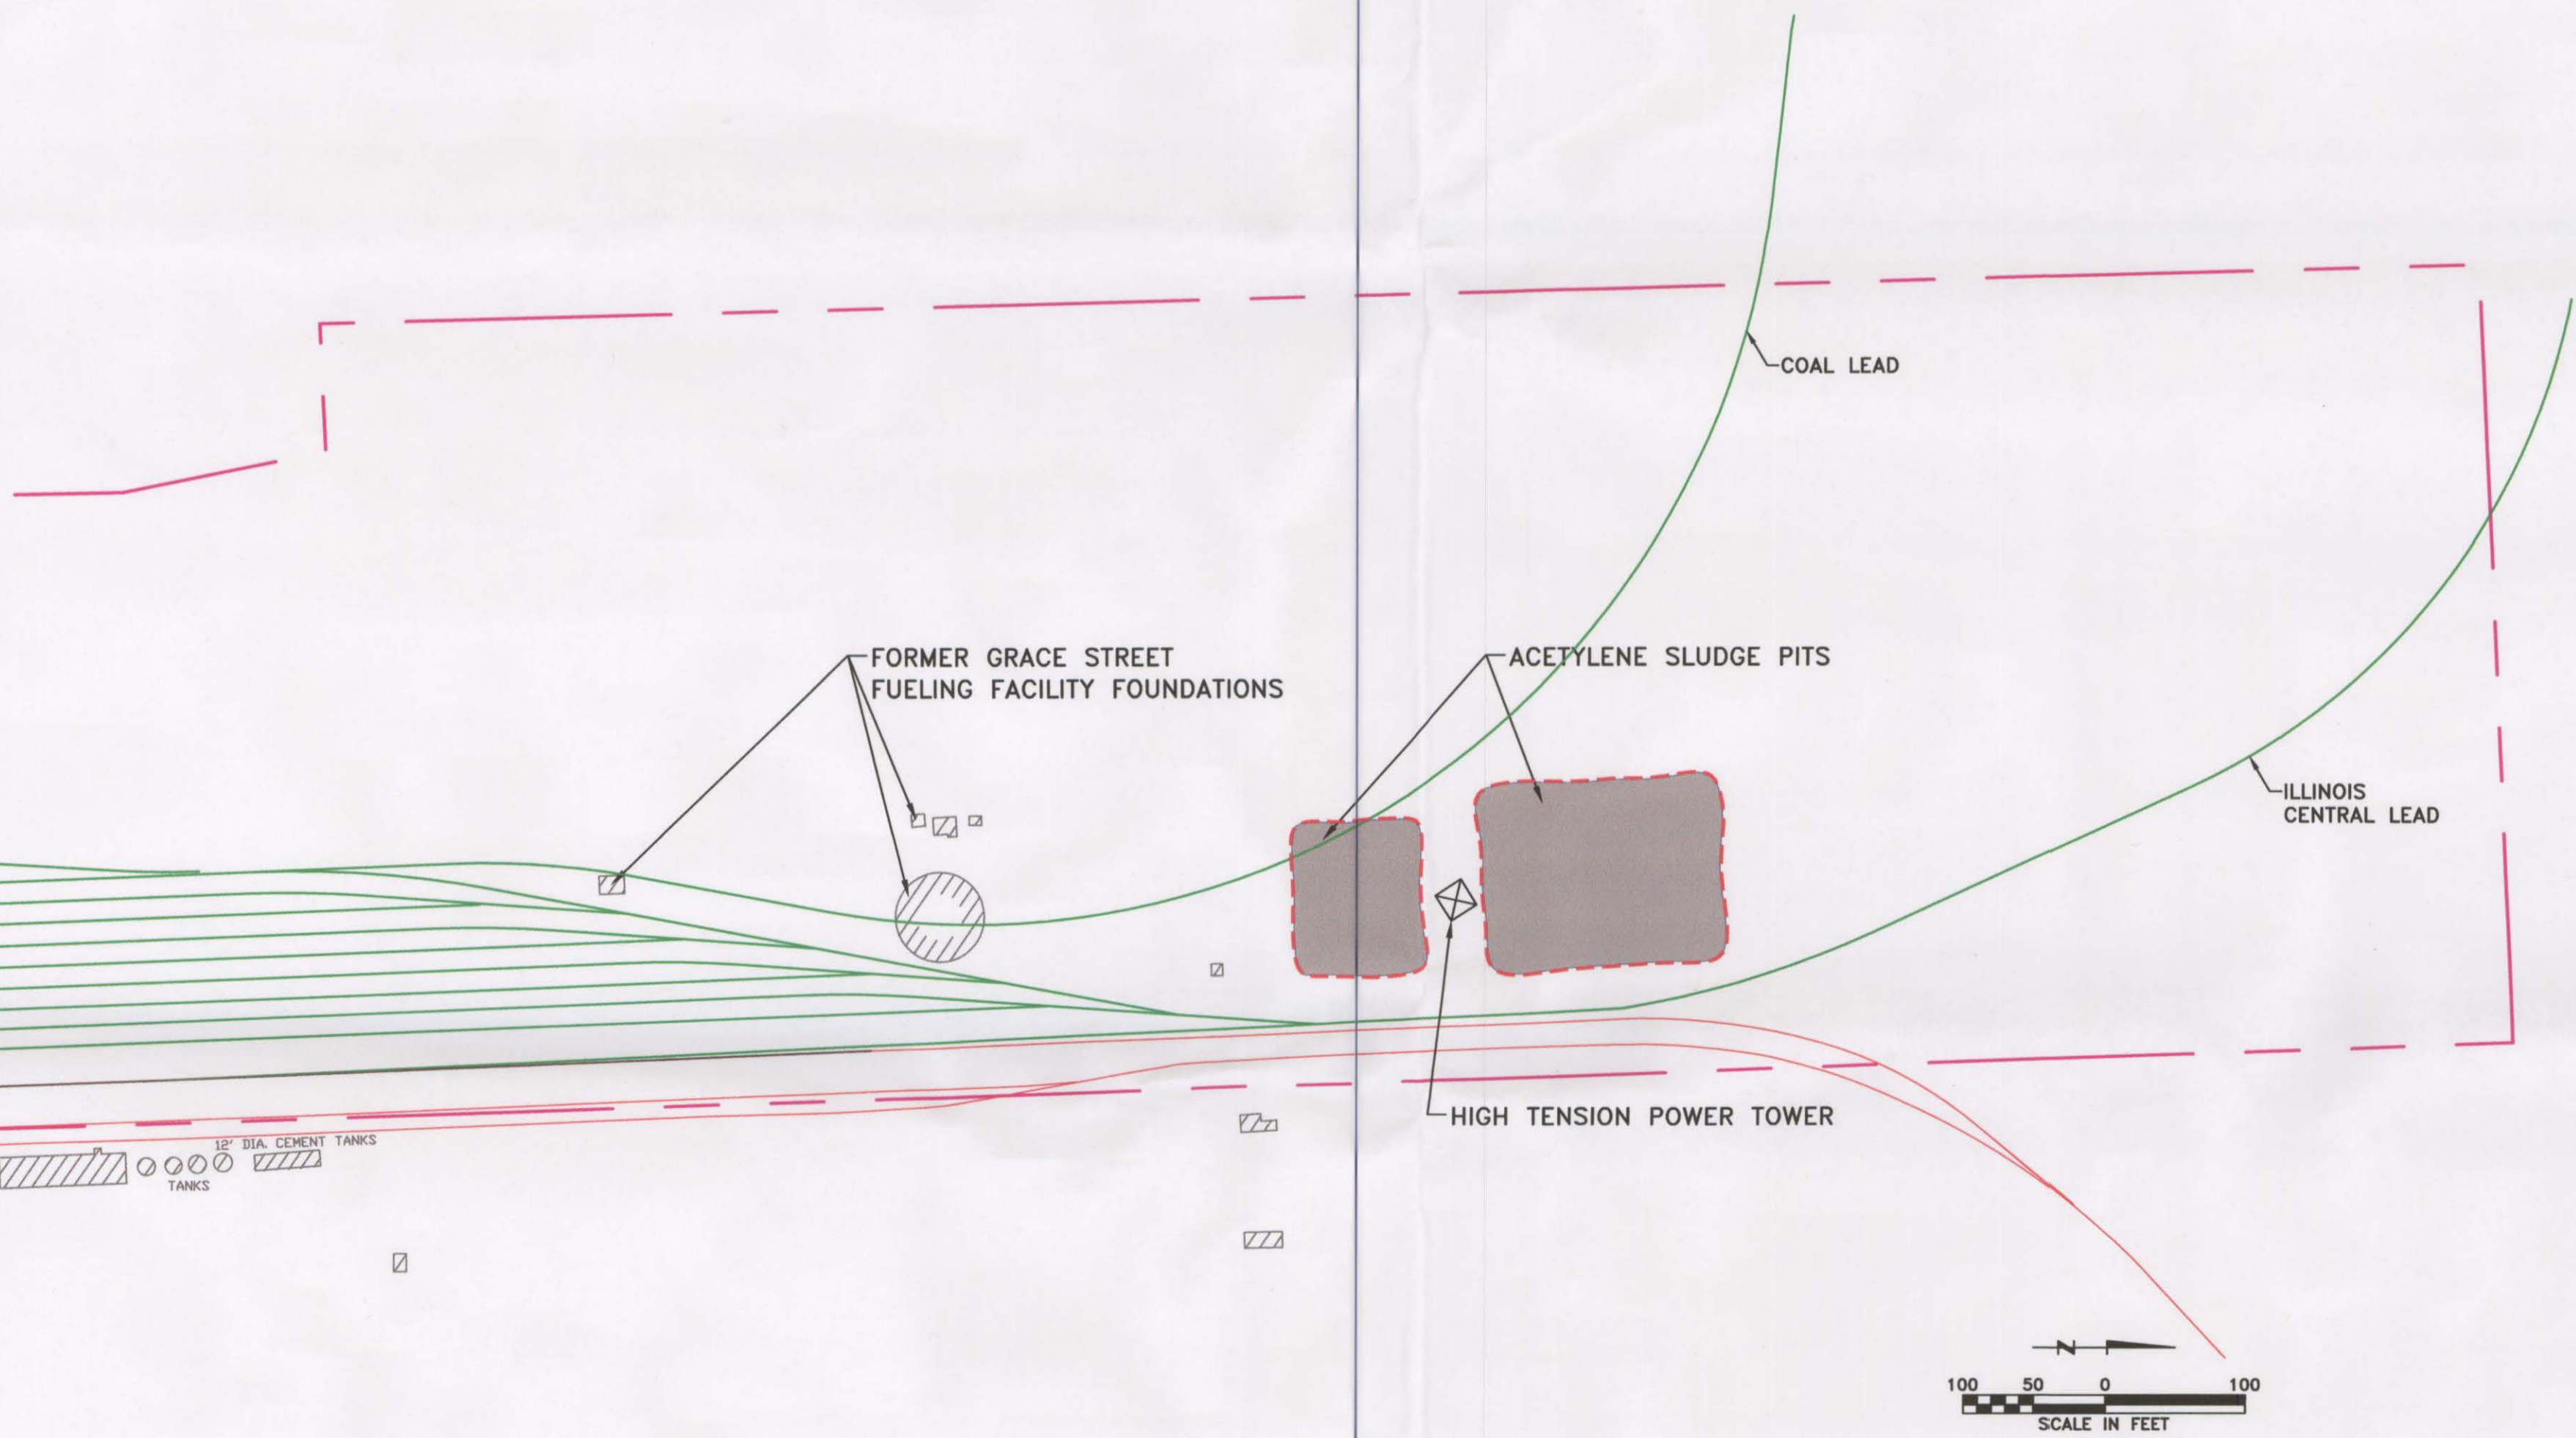 COAL LEAD
FORMER GRACE STREET
FUELING FACILITY FOUNDATIONS
ACETYLENE SLUDGE PITS
ILLINOIS
CENTRAL LEAD
HIGH TENSION POWER TOWER
12' DIA. CEMENT TANKS
TANKS
N
100 50 0 100
SCALE IN FEET